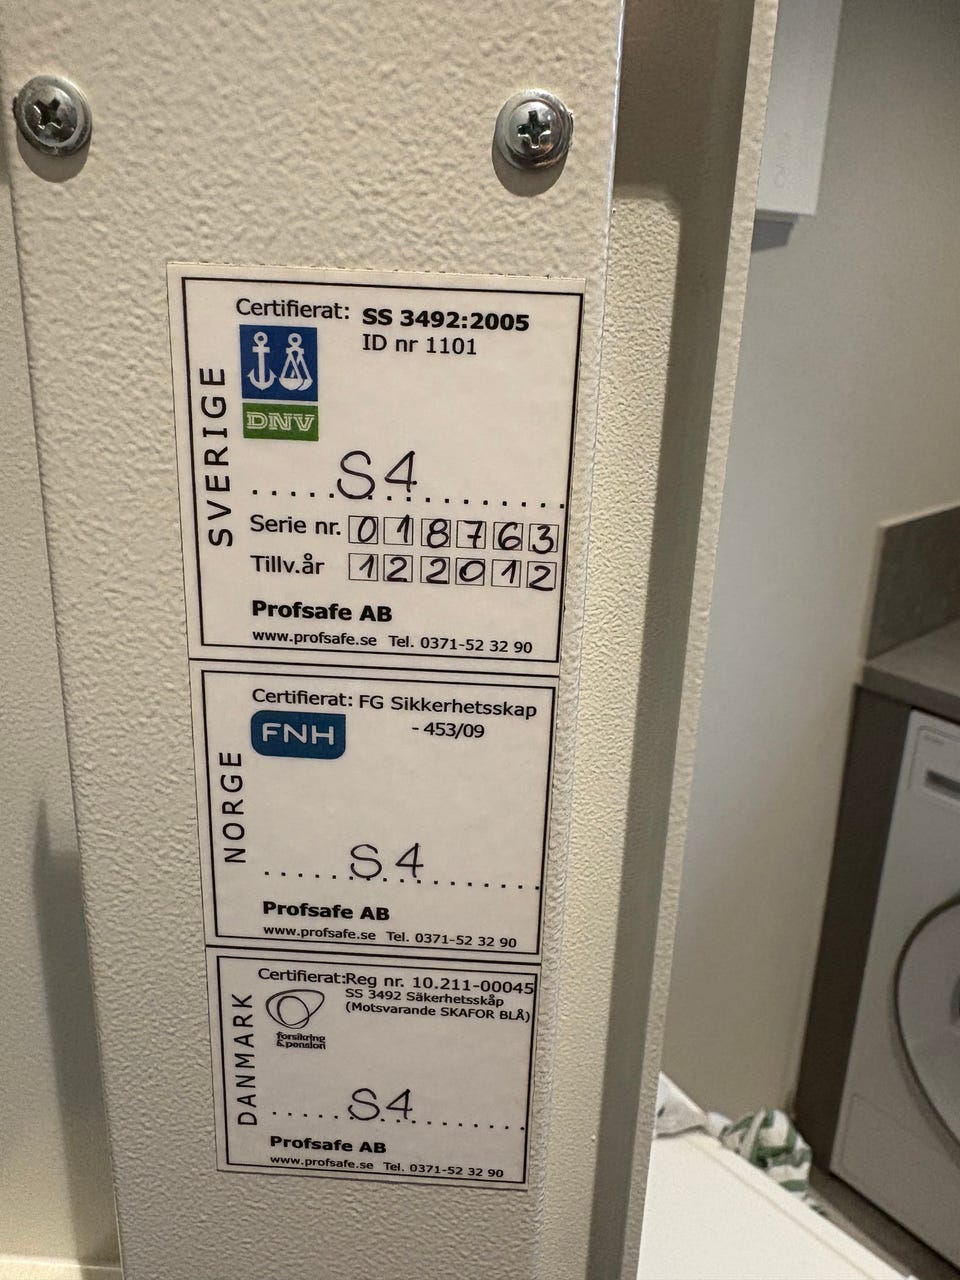 SVERIGE
Certifierat: SS 3492:2005
ID nr 1101
DNV
.....S4..........
Serie nr. 018763
Tillv.år 122012
Profsafe AB
www.profsafe.se Tel. 0371-52 32 90
NORGE
Certifierat: FG Sikkerhetsskap
- 453/09
FNH
......S4............
Profsafe AB
www.profsafe.se Tel. 0371-52 32 90
DANMARK
Certifierat:Reg nr. 10.211-00045
SS 3492 Säkerhetsskåp
(Motsvarande SKAFOR BLÅ)
forsikring
& pension
.....S4..........
Profsafe AB
www.profsafe.se Tel. 0371-52 32 90